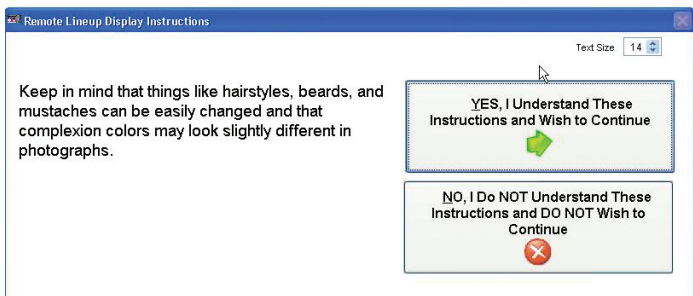 Remote Lineup Display Instructions
Text Size 14
Keep in mind that things like hairstyles, beards, and
mustaches can be easily changed and that
complexion colors may look slightly different in
photographs.
YES, I Understand These
Instructions and Wish to Continue
NO, I Do NOT Understand These
Instructions and DO NOT Wish to
Continue